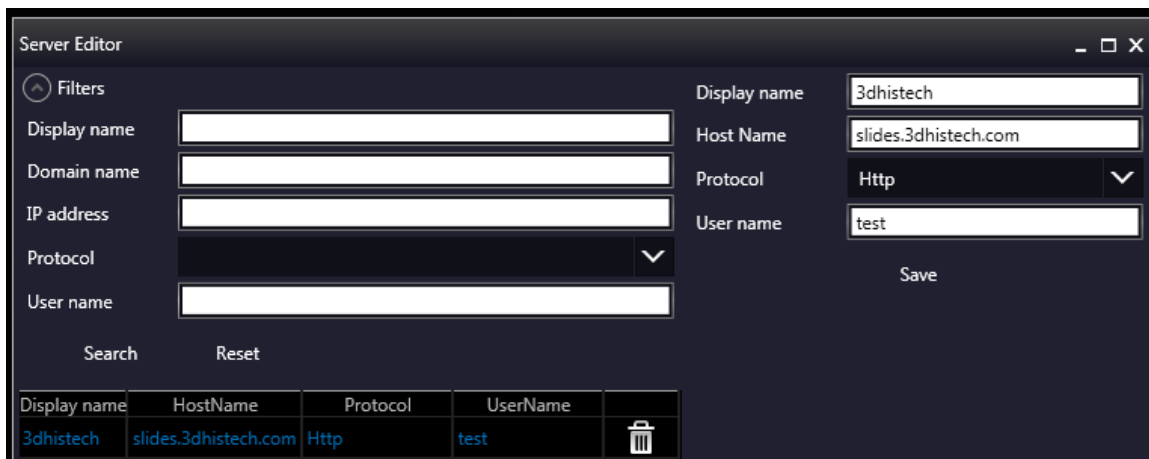 Server Editor
Filters
Display name
Domain name
IP address
Protocol
User name
Search Reset
Display name 3dhistech
Host Name slides.3dhistech.com
Protocol Http
User name test
Save
Display name HostName Protocol UserName
3dhistech slides.3dhistech.com Http test